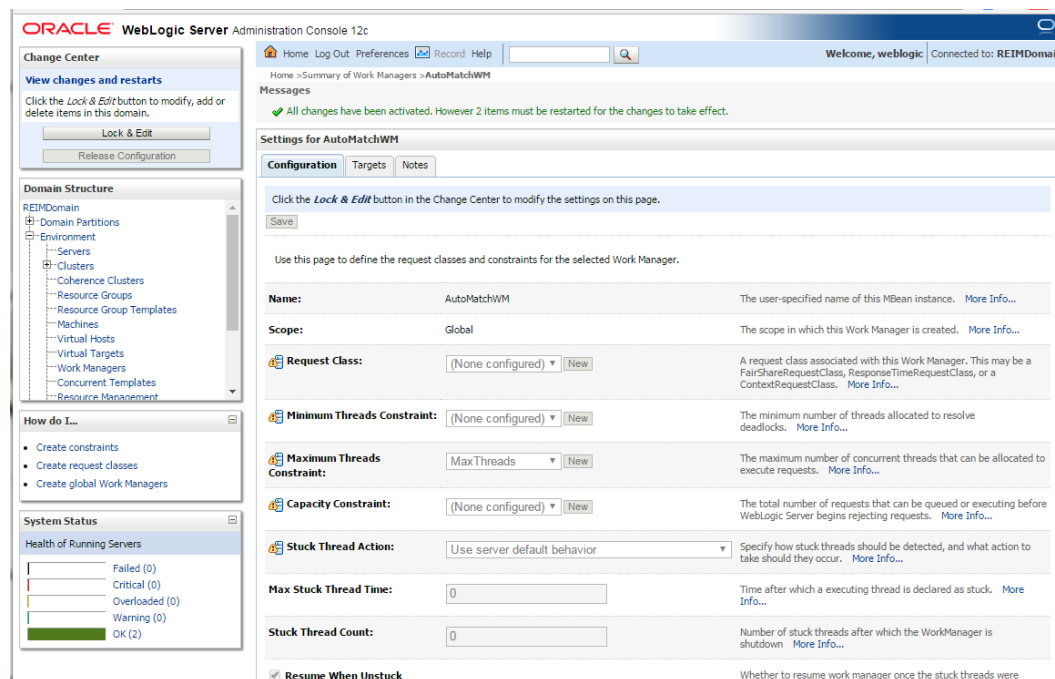 ORACLE WebLogic Server Administration Console 12c
Change Center
View changes and restarts
Click the Lock & Edit button to modify, add or
delete items in this domain.
Lock & Edit
Release Configuration
Domain Structure
REIMDomain
Domain Partitions
Environment
Servers
Clusters
Coherence Clusters
Resource Groups
Resource Group Templates
Machines
Virtual Hosts
Virtual Targets
Work Managers
Concurrent Templates
Resource Management
How do I...
Create constraints
Create request classes
Create global Work Managers
System Status
Health of Running Servers
Failed (0)
Critical (0)
Overloaded (0)
Warning (0)
OK (2)
Home Log Out Preferences Record Help
Welcome, weblogic Connected to: REIMDomai
Home >Summary of Work Managers >AutoMatchWM
Messages
All changes have been activated. However 2 items must be restarted for the changes to take effect.
Settings for AutoMatchWM
Configuration Targets Notes
Click the Lock & Edit button in the Change Center to modify the settings on this page.
Save
Use this page to define the request classes and constraints for the selected Work Manager.
Name: AutoMatchWM The user-specified name of this MBean instance. More Info...
Scope: Global The scope in which this Work Manager is created. More Info...
Request Class: (None configured) New
A request class associated with this Work Manager. This may be a
FairShareRequestClass, ResponseTimeRequestClass, or a
ContextRequestClass. More Info...
Minimum Threads Constraint: (None configured) New
The minimum number of threads allocated to resolve
deadlocks. More Info...
Maximum Threads
Constraint:
MaxThreads New
The maximum number of concurrent threads that can be allocated to
execute requests. More Info...
Capacity Constraint: (None configured) New
The total number of requests that can be queued or executing before
WebLogic Server begins rejecting requests. More Info...
Stuck Thread Action: Use server default behavior
Specify how stuck threads should be detected, and what action to
take should they occur. More Info...
Max Stuck Thread Time: 0
Time after which a executing thread is declared as stuck. More
Info...
Stuck Thread Count: 0
Number of stuck threads after which the WorkManager is
shutdown More Info...
Resume When Unstuck
Whether to resume work manager once the stuck threads were